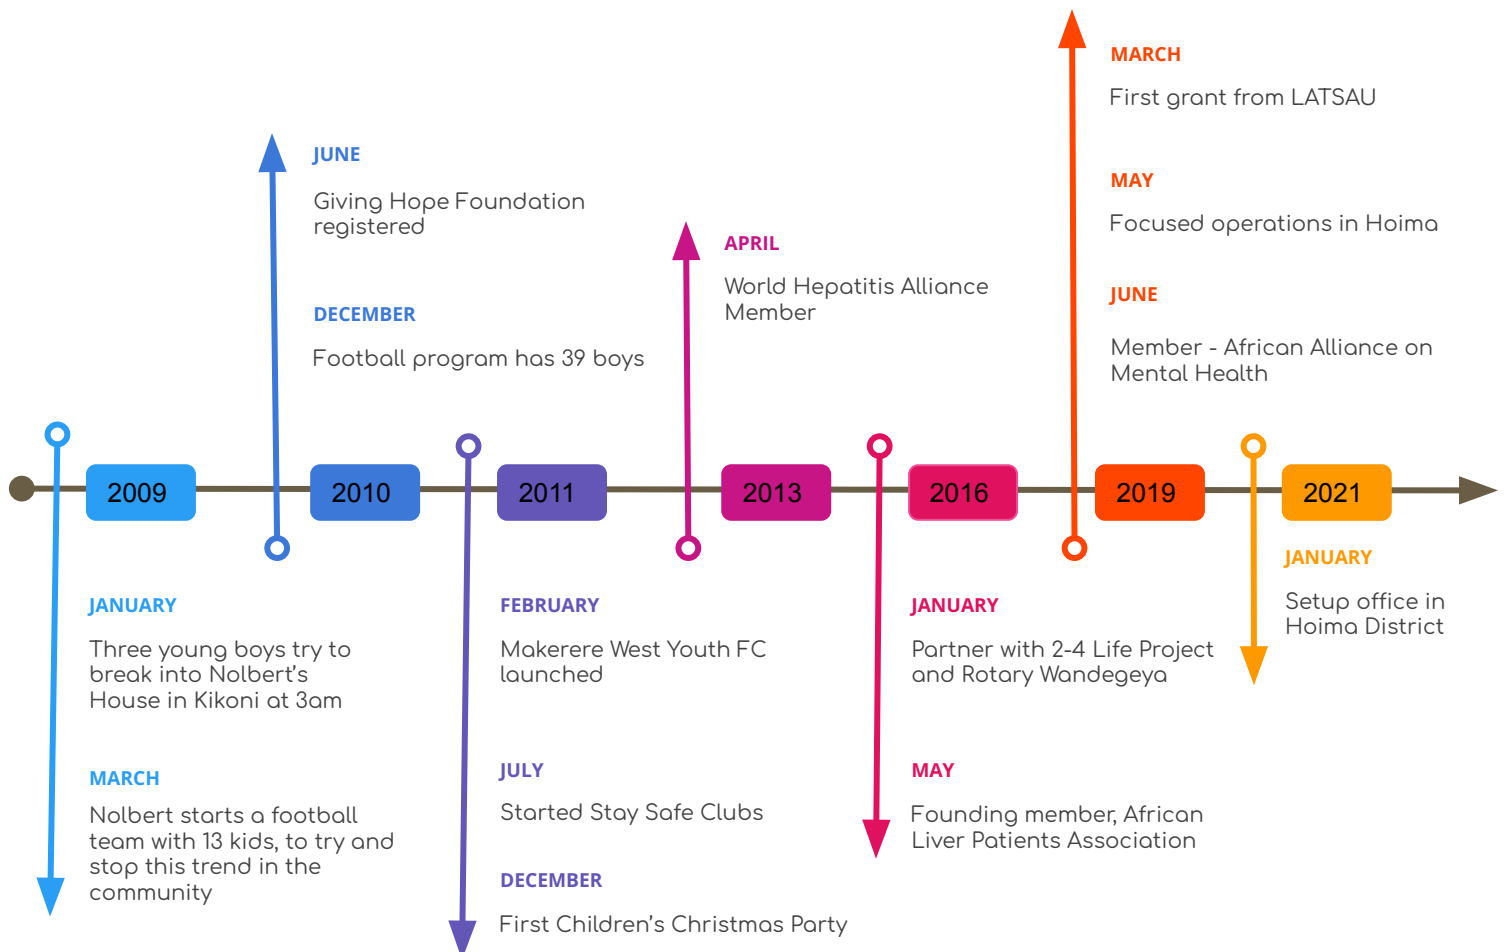 2009
JANUARY
Three young boys try to
break into Nolbert’s
House in Kikoni at 3am
MARCH
Nolbert starts a football
team with 13 kids, to try and
stop this trend in the
community
2010
JUNE
Giving Hope Foundation
registered
DECEMBER
Football program has 39 boys
2011
FEBRUARY
Makerere West Youth FC
launched
JULY
Started Stay Safe Clubs
DECEMBER
First Children’s Christmas Party
2013
APRIL
World Hepatitis Alliance
Member
2016
JANUARY
Partner with 2-4 Life Project
and Rotary Wandegeya
MAY
Founding member, African
Liver Patients Association
2019
MARCH
First grant from LATSAU
MAY
Focused operations in Hoima
JUNE
Member - African Alliance on
Mental Health
2021
JANUARY
Setup office in
Hoima District